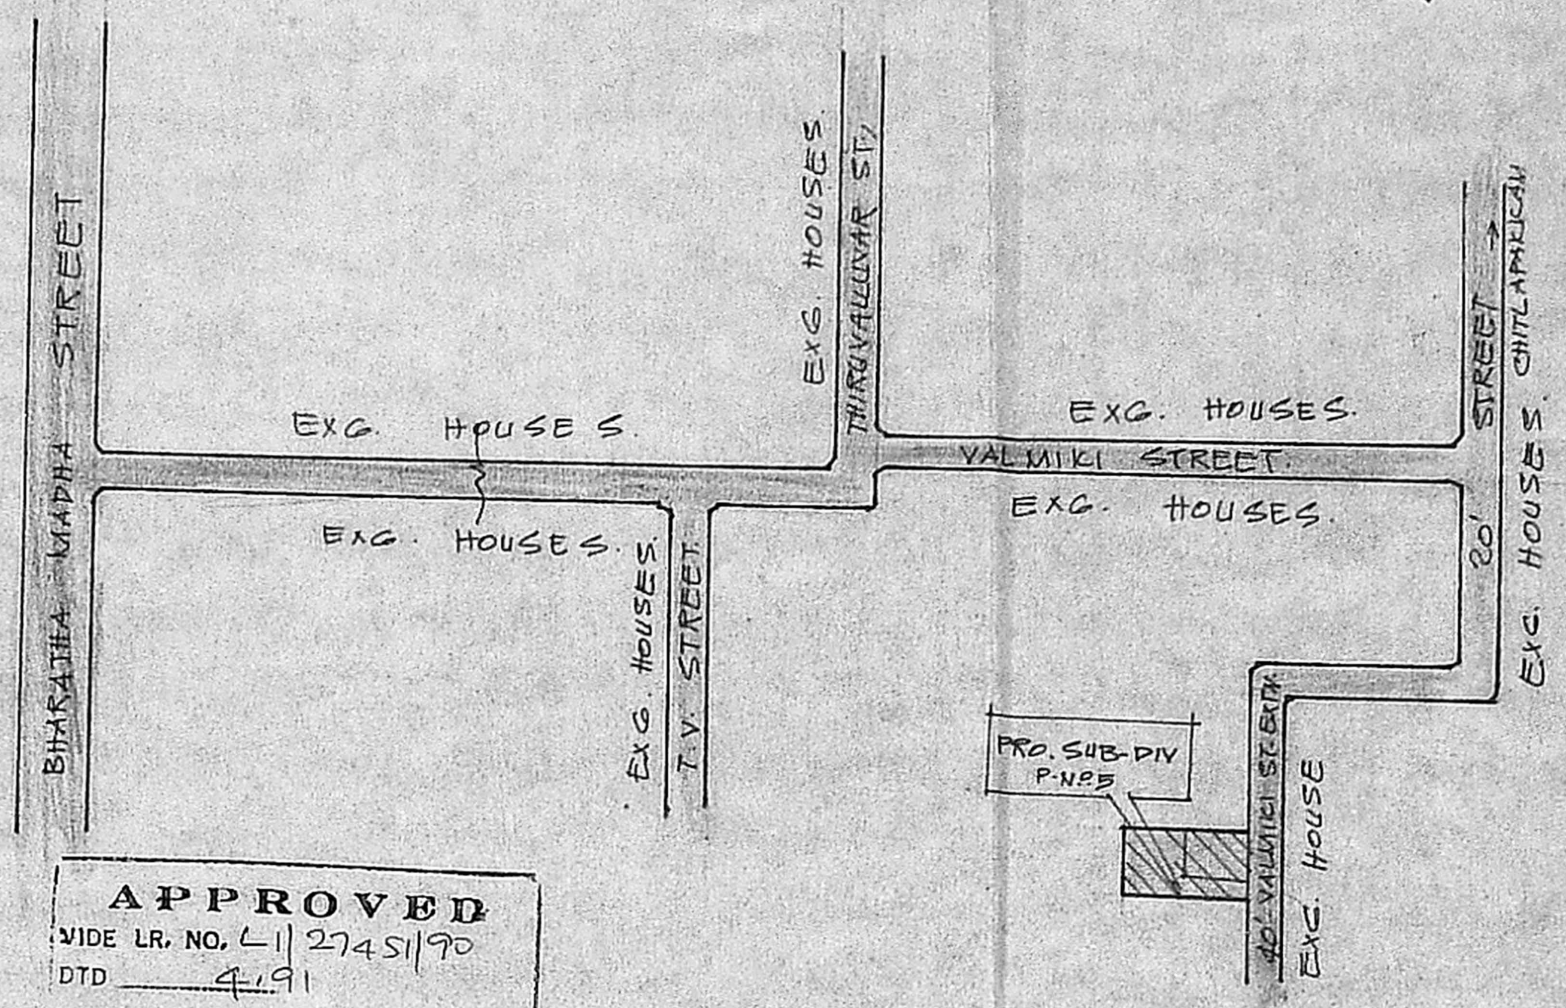 BHARATHA MADHA STREET
EXG. HOUSES.
EXG. HOUSES.
EXG. HOUSES.
THIRUVALLUVAR ST,
EXG. HOUSES.
VALMIKI STREET.
EXG. HOUSES.
EXG. HOUSES.
T.V. STREET.
20' STREET →
CHITLAPAKKAM
EXG. HOUSES.
PRO. SUB-DIV
P-NO 5
40' VALMIKI ST. EXTN.
EXG. HOUSE
APPROVED
VIDE LR. NO. L1/27451/90
DTD 4.91